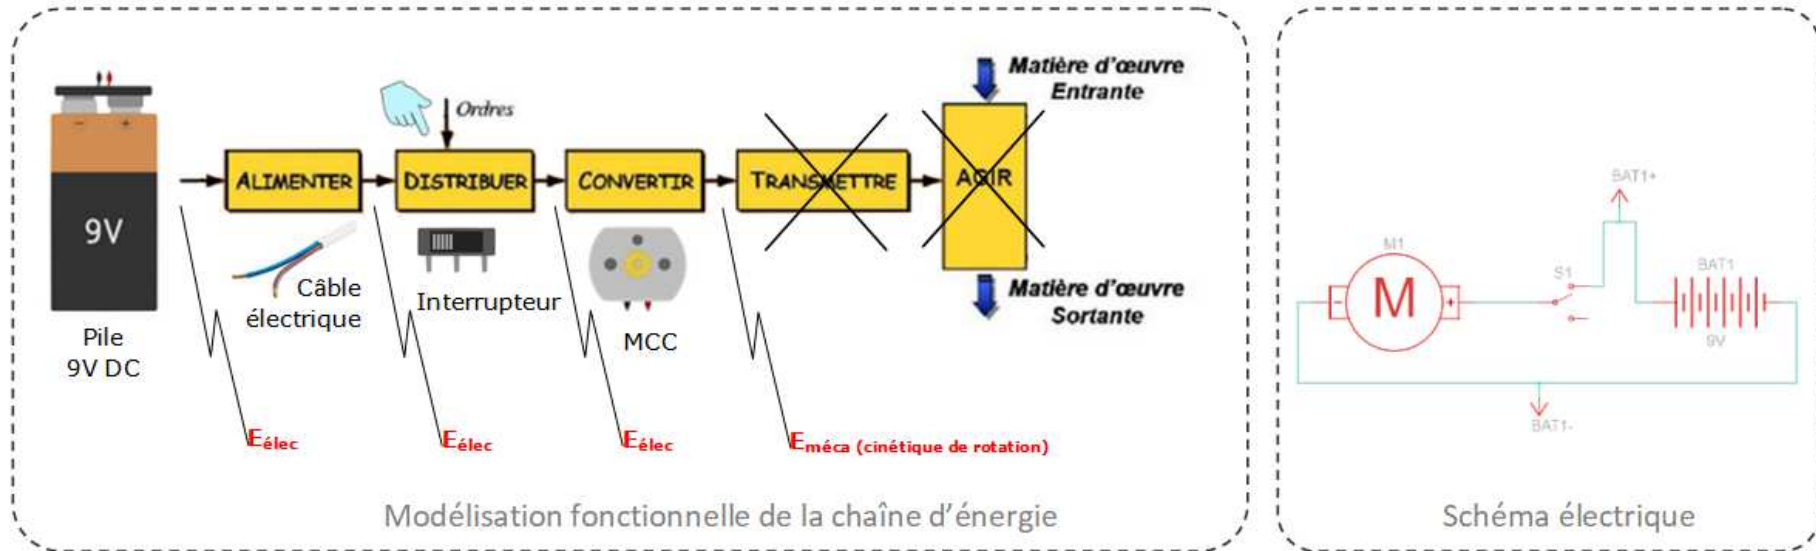 Matière d'œuvre
Entrante
Ordres
- +
ALIMENTER
DISTRIBUER
CONVERTIR
TRANSMETTRE
AGIR
9V
Câble
électrique
Interrupteur
MCC
Matière d'œuvre
Sortante
Pile
9V DC
Eélec
Eélec
Eélec
Eméca (cinétique de rotation)
Modélisation fonctionnelle de la chaîne d'énergie
BAT1+
M1
S1
BAT1
- M +
9V
BAT1-
Schéma électrique